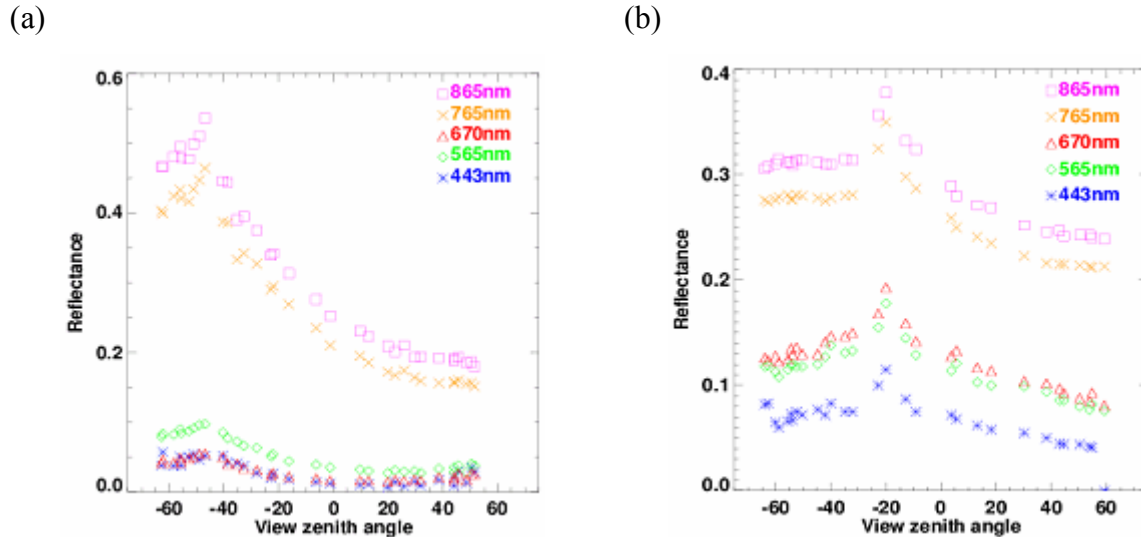 (a)
(b)
0.6
0.4
0.2
0.0
Reflectance
865nm
765nm
670nm
565nm
443nm
-60 -40 -20 0 20 40 60
View zenith angle
0.4
0.3
0.2
0.1
0.0
Reflectance
865nm
765nm
670nm
565nm
443nm
-60 -40 -20 0 20 40 60
View zenith angle